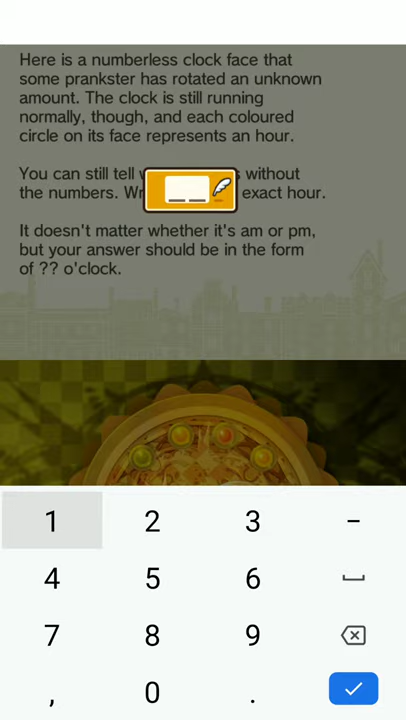 Here is a numberless clock face that
some prankster has rotated an unknown
amount. The clock is still running
normally, though, and each coloured
circle on its face represents an hour.
You can still tell without
the numbers. exact hour.
It doesn't matter whether it's am or pm,
but your answer should be in the form
of ?? o'clock.
1 2 3 -
4 5 6
7 8 9
, 0 .